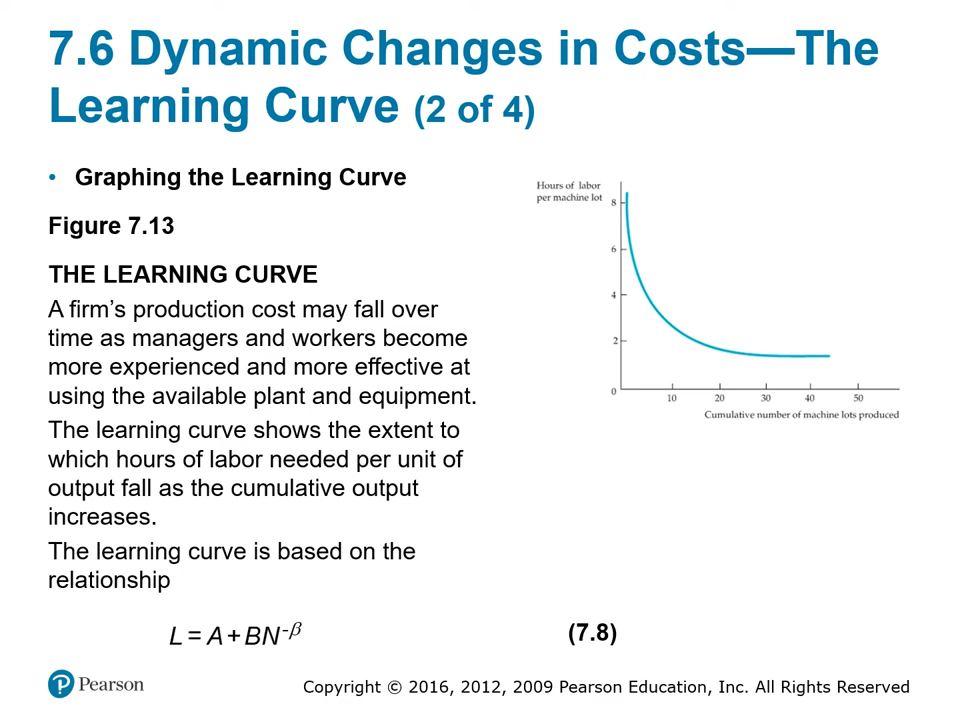 7.6 Dynamic Changes in Costs—The
Learning Curve (2 of 4)
• Graphing the Learning Curve
Figure 7.13
THE LEARNING CURVE
A firm’s production cost may fall over
time as managers and workers become
more experienced and more effective at
using the available plant and equipment.
The learning curve shows the extent to
which hours of labor needed per unit of
output fall as the cumulative output
increases.
The learning curve is based on the
relationship
L = A + BN^-β (7.8)
Hours of labor
per machine lot
8
6
4
2
0
10 20 30 40 50
Cumulative number of machine lots produced
Pearson
Copyright © 2016, 2012, 2009 Pearson Education, Inc. All Rights Reserved